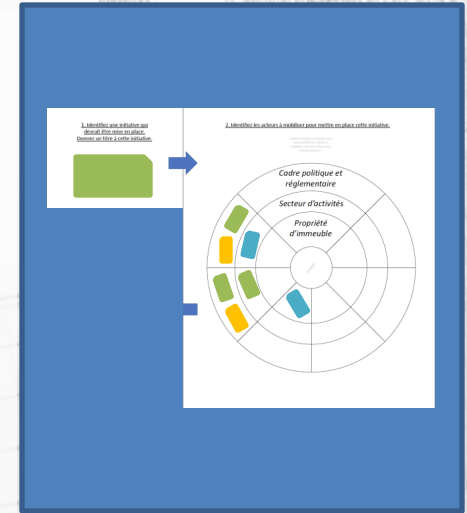 1. Identifiez une initiative qui
devrait être mise en place.
Donnez un titre à cette initiative.
2. Identifiez les acteurs à mobiliser pour mettre en place cette initiative.
Cadre politique et
réglementaire
Secteur d'activités
Propriété
d'immeuble